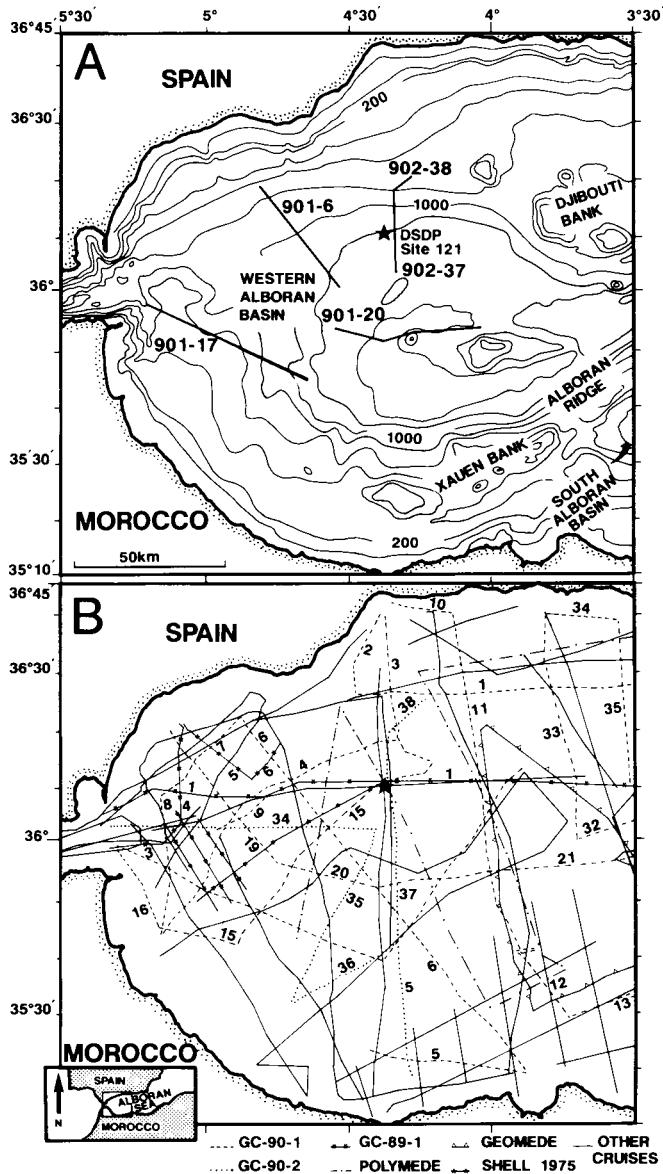 5°30' 5° 4°30' 4° 3°30'
36°45'
A
SPAIN
200
36°30'
902-38
901-6
1000
DJIBOUTI
BANK
DSDP
Site 121
902-37
36°
WESTERN
ALBORAN
BASIN
901-20
901-17
ALBORAN
RIDGE
1000
XAUEN BANK
35°30'
SOUTH
ALBORAN
BASIN
MOROCCO
200
50km
35°10'
36°45'
B
SPAIN
10
34
36°30'
2
3
1
38
11
35
33
7
6
5
6
4
1
1
8
4
9
34
15
36°
3
19
32
20
21
16
35
37
15
36
6
5
12
35°30'
13
5
MOROCCO
SPAIN
ALBORAN
SEA
MOROCCO
N
GC-90-1 GC-89-1 GEOMEDE OTHER
CRUISES
GC-90-2 POLYMEDE SHELL 1975